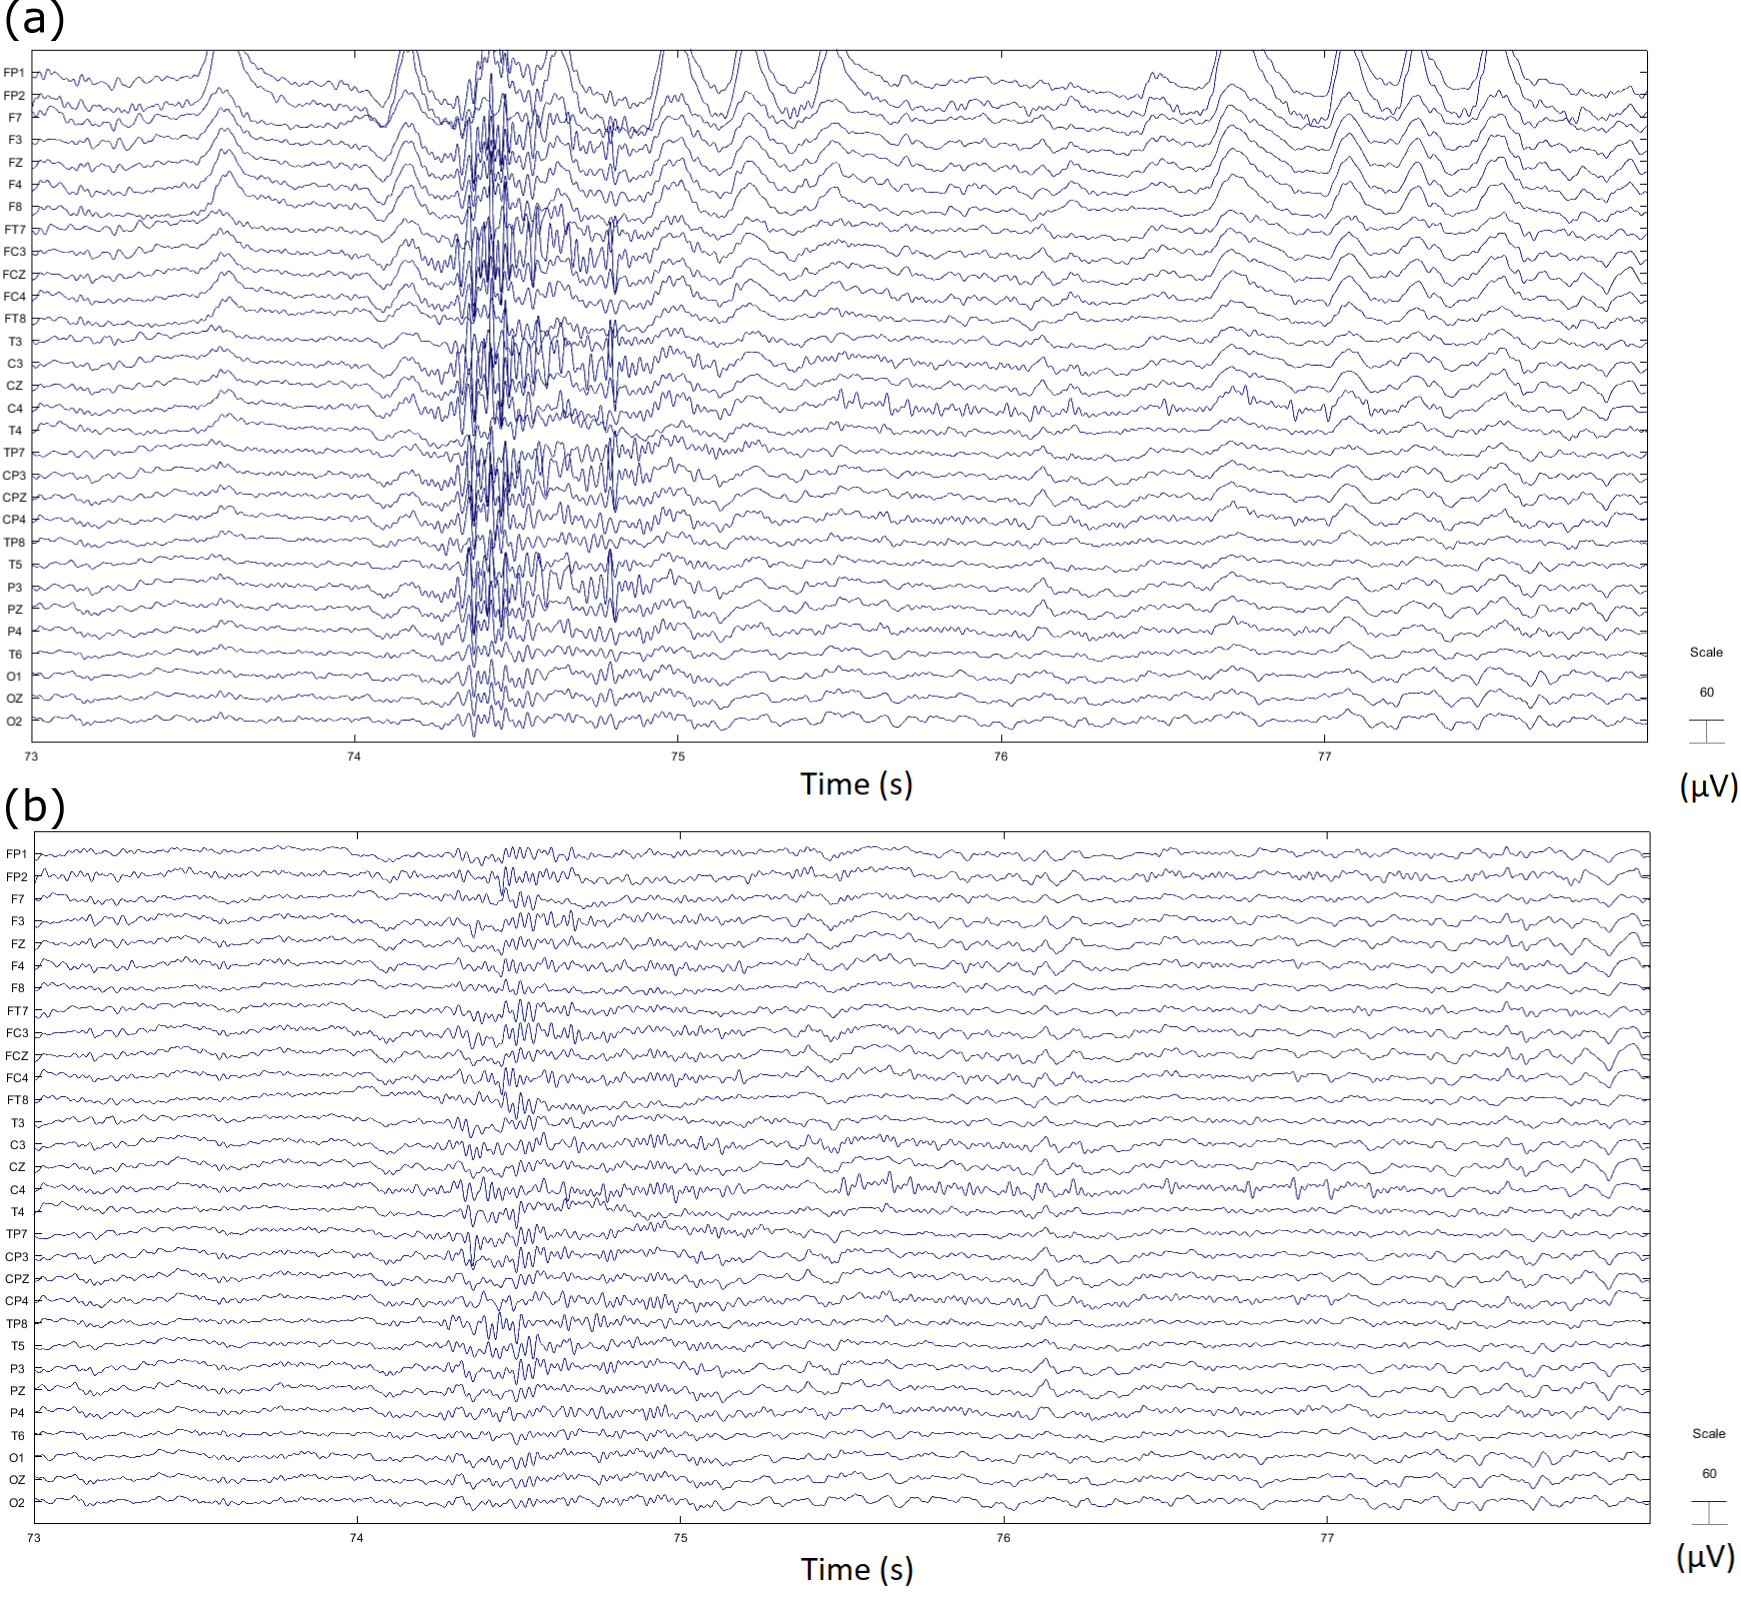 (a)
FP1
FP2
F7
F3
FZ
F4
F8
FT7
FC3
FCZ
FC4
FT8
T3
C3
CZ
C4
T4
TP7
CP3
CPZ
CP4
TP8
T5
P3
PZ
P4
T6
O1
OZ
O2
73 74 75 76 77
Time (s)
Scale
60
(μV)
(b)
FP1
FP2
F7
F3
FZ
F4
F8
FT7
FC3
FCZ
FC4
FT8
T3
C3
CZ
C4
T4
TP7
CP3
CPZ
CP4
TP8
T5
P3
PZ
P4
T6
O1
OZ
O2
73 74 75 76 77
Time (s)
Scale
60
(μV)